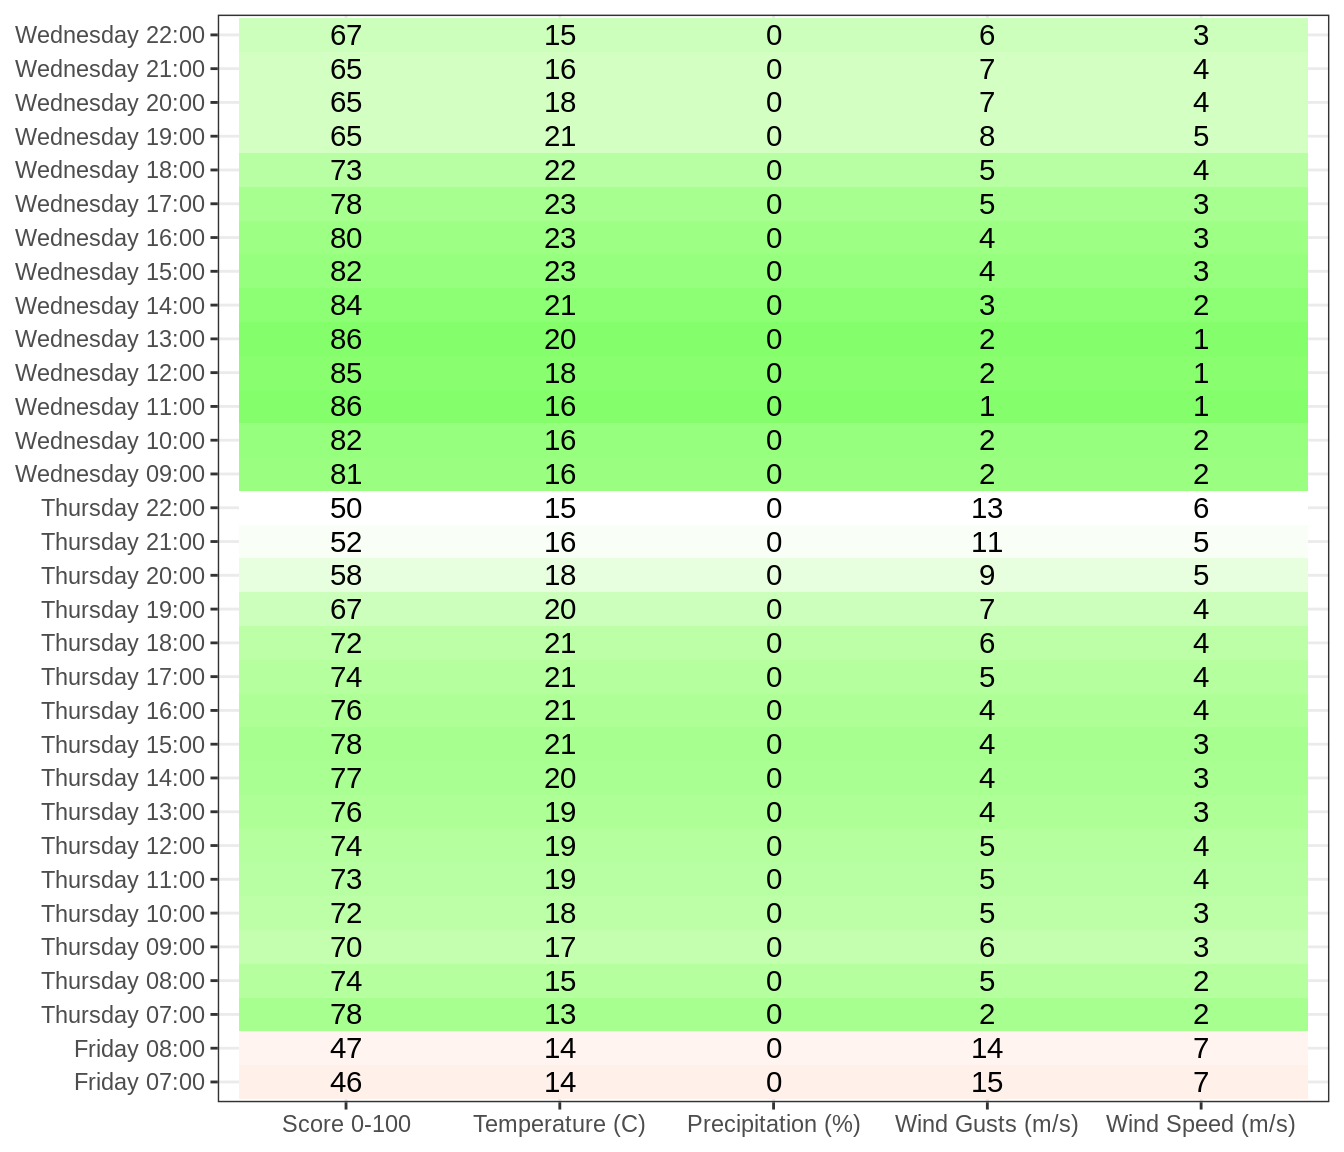 Wednesday 22:00 67 15 0 6 3
Wednesday 21:00 65 16 0 7 4
Wednesday 20:00 65 18 0 7 4
Wednesday 19:00 65 21 0 8 5
Wednesday 18:00 73 22 0 5 4
Wednesday 17:00 78 23 0 5 3
Wednesday 16:00 80 23 0 4 3
Wednesday 15:00 82 23 0 4 3
Wednesday 14:00 84 21 0 3 2
Wednesday 13:00 86 20 0 2 1
Wednesday 12:00 85 18 0 2 1
Wednesday 11:00 86 16 0 1 1
Wednesday 10:00 82 16 0 2 2
Wednesday 09:00 81 16 0 2 2
Thursday 22:00 50 15 0 13 6
Thursday 21:00 52 16 0 11 5
Thursday 20:00 58 18 0 9 5
Thursday 19:00 67 20 0 7 4
Thursday 18:00 72 21 0 6 4
Thursday 17:00 74 21 0 5 4
Thursday 16:00 76 21 0 4 4
Thursday 15:00 78 21 0 4 3
Thursday 14:00 77 20 0 4 3
Thursday 13:00 76 19 0 4 3
Thursday 12:00 74 19 0 5 4
Thursday 11:00 73 19 0 5 4
Thursday 10:00 72 18 0 5 3
Thursday 09:00 70 17 0 6 3
Thursday 08:00 74 15 0 5 2
Thursday 07:00 78 13 0 2 2
Friday 08:00 47 14 0 14 7
Friday 07:00 46 14 0 15 7
Score 0-100 Temperature (C) Precipitation (%) Wind Gusts (m/s) Wind Speed (m/s)